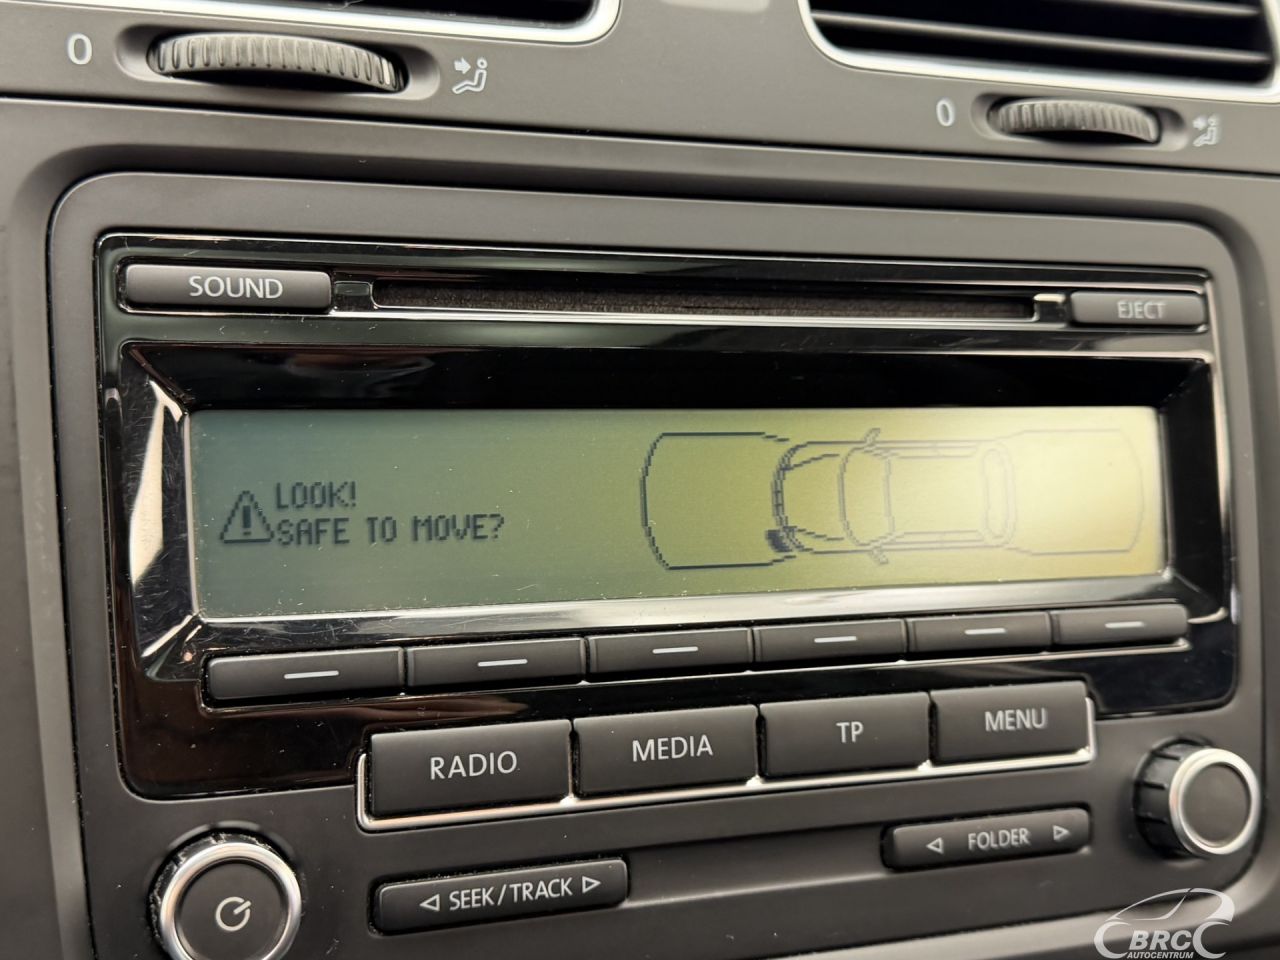 0
0
SOUND
EJECT
LOOK!
SAFE TO MOVE?
RADIO
MEDIA
TP
MENU
FOLDER
SEEK/TRACK
BRC
AUTOCENTRUM